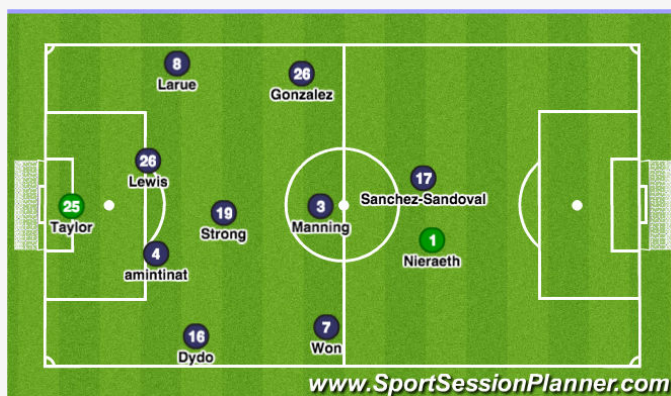 8
Larue
26
Gonzalez
26
Lewis
17
Sanchez-Sandoval
25
Taylor
19
Strong
3
Manning
1
Nieraeth
4
amintinat
16
Dydo
7
Won
www.SportSessionPlanner.com